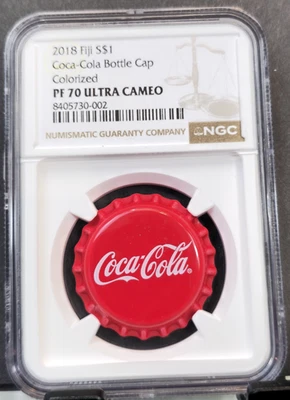 2018 Fiji S$1
Coca-Cola Bottle Cap
Colorized
PF 70 ULTRA CAMEO
8405730-002
NUMISMATIC GUARANTY COMPANY
NGC
Coca-Cola®